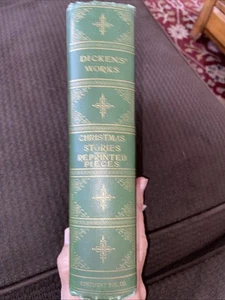 DICKENS'
WORKS
CHRISTMAS
STORIES
REPRINTED
PIECES